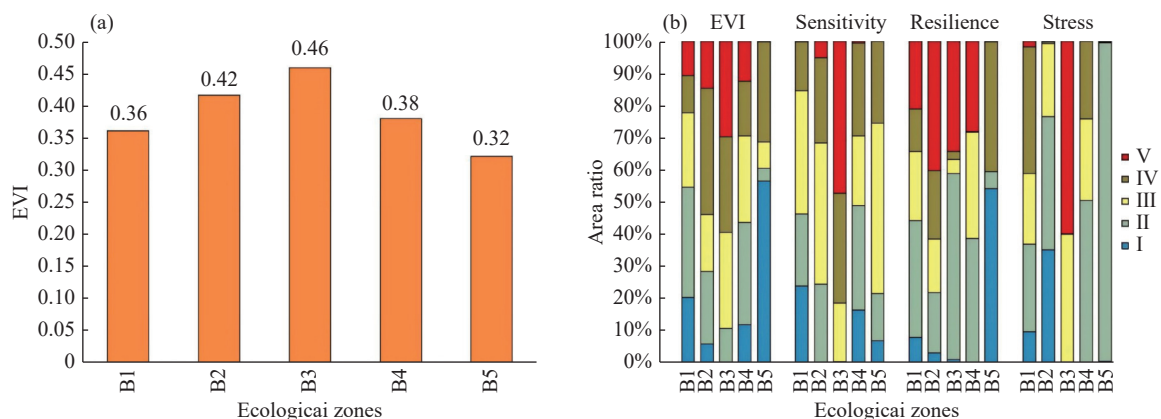 (a)
0.50
0.45
0.40
0.35
0.30
0.25
0.20
0.15
0.10
0.05
0
EVI
0.36
0.42
0.46
0.38
0.32
B1
B2
B3
B4
B5
Ecologicai zones
(b)
EVI
Sensitivity
Resilience
Stress
100%
90%
80%
70%
60%
50%
40%
30%
20%
10%
0%
Area ratio
B1
B2
B3
B4
B5
B1
B2
B3
B4
B5
B1
B2
B3
B4
B5
B1
B2
B3
B4
B5
Ecologicai zones
V
IV
III
II
I